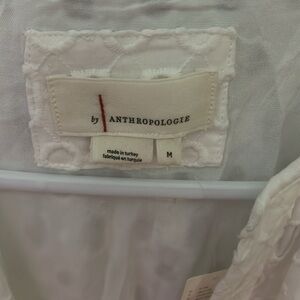 by ANTHROPOLOGIE
made in turkey
fabriqué en turquie
M